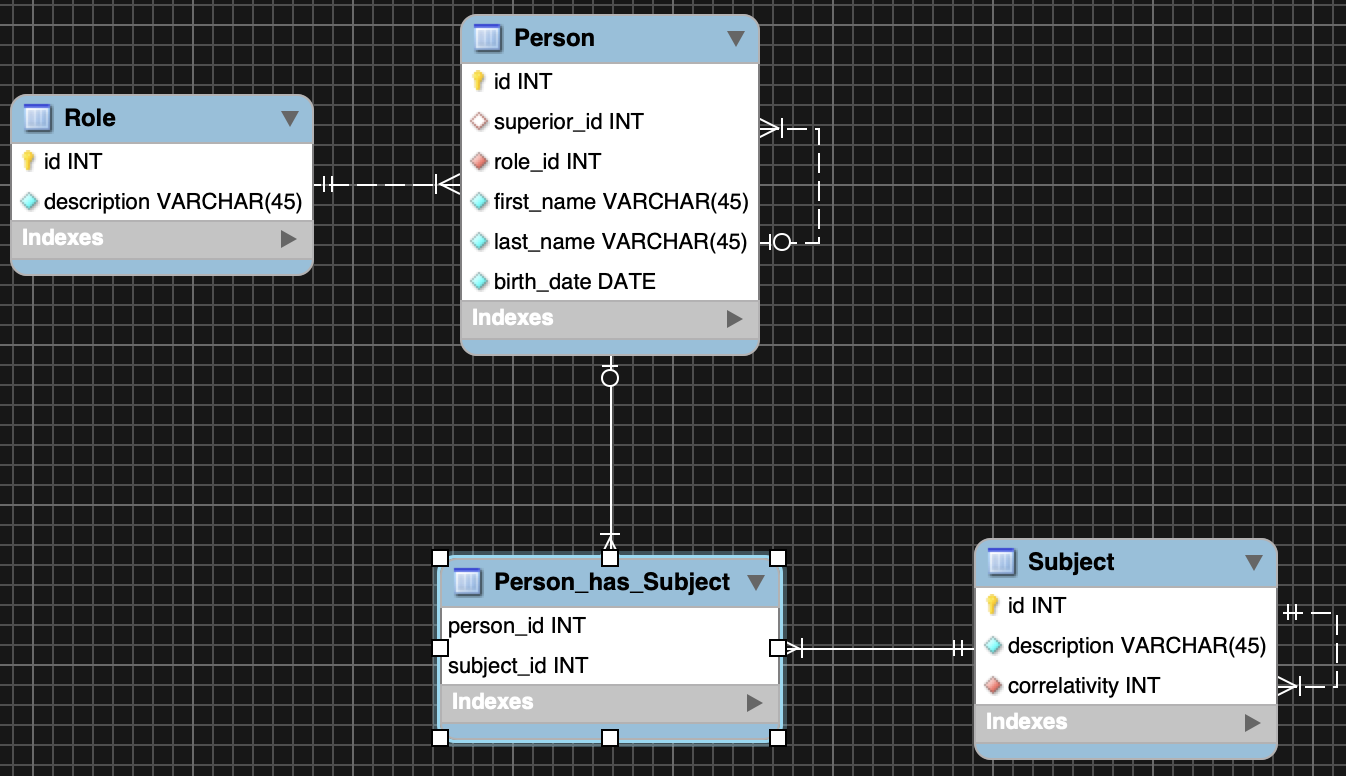 Person
id INT
superior_id INT
role_id INT
first_name VARCHAR(45)
last_name VARCHAR(45)
birth_date DATE
Indexes
Role
id INT
description VARCHAR(45)
Indexes
Person_has_Subject
person_id INT
subject_id INT
Indexes
Subject
id INT
description VARCHAR(45)
correlativity INT
Indexes